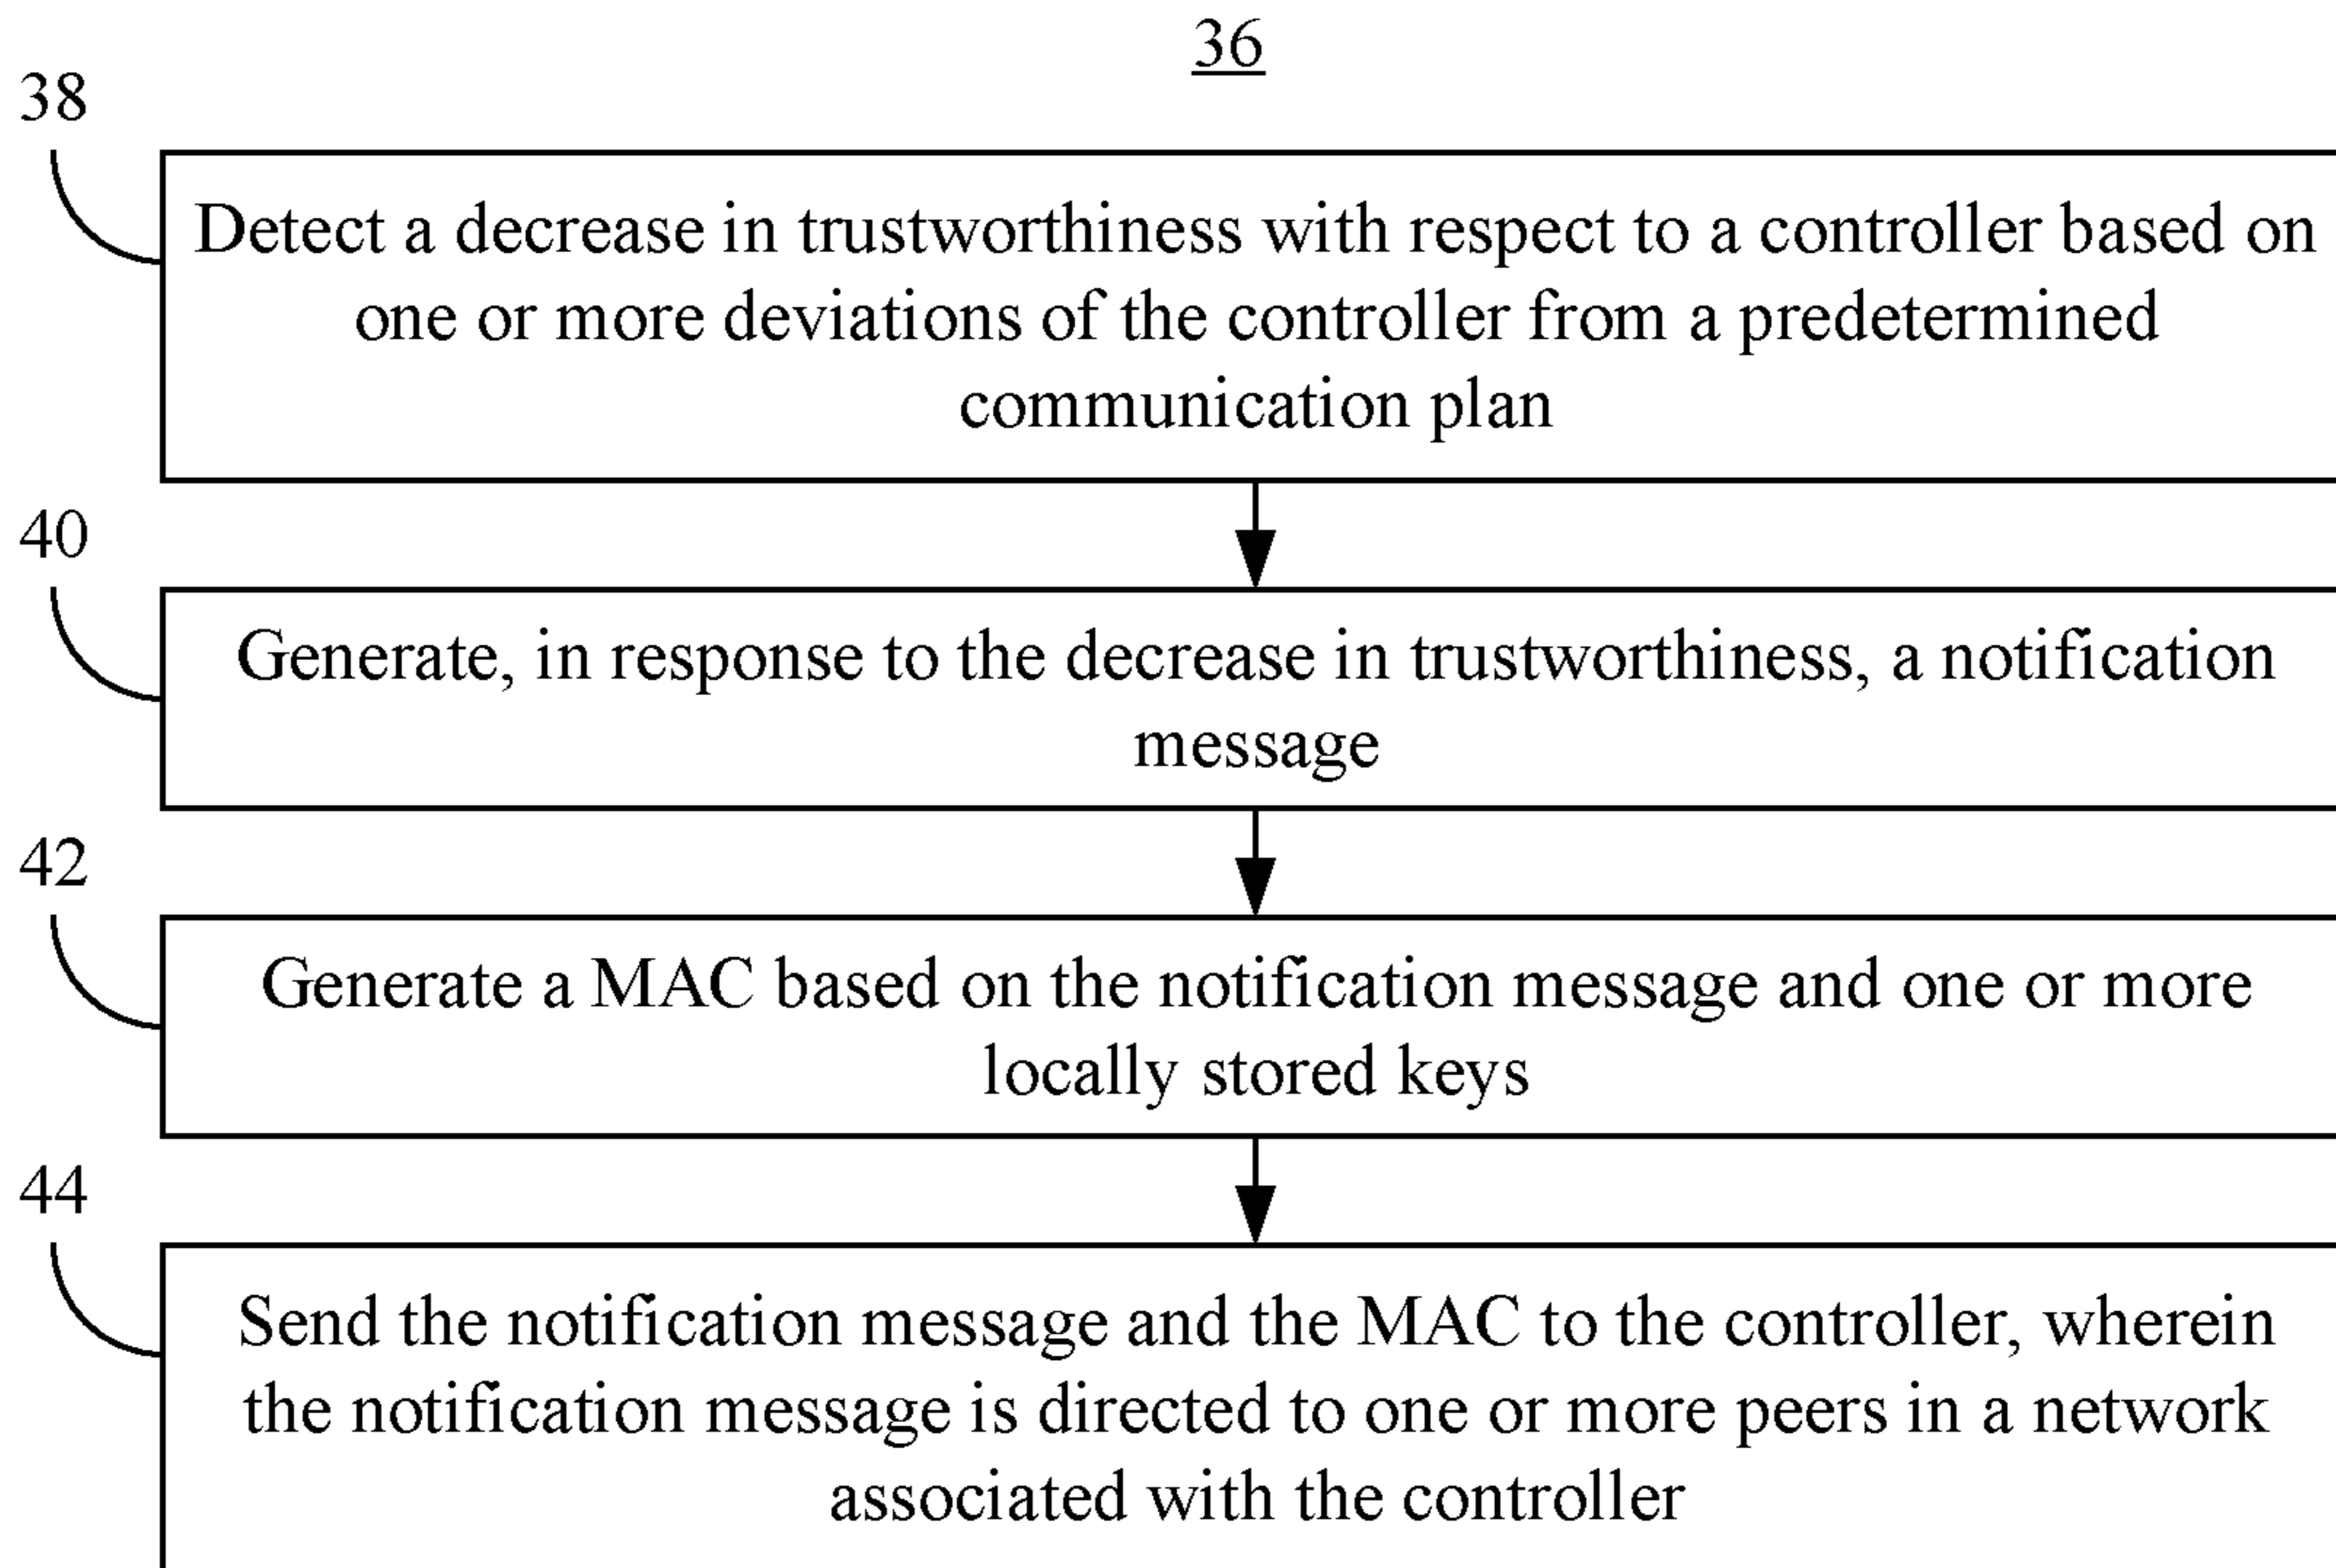 36
38
Detect a decrease in trustworthiness with respect to a controller based on
one or more deviations of the controller from a predetermined
communication plan
40
Generate, in response to the decrease in trustworthiness, a notification
message
42
Generate a MAC based on the notification message and one or more
locally stored keys
44
Send the notification message and the MAC to the controller, wherein
the notification message is directed to one or more peers in a network
associated with the controller